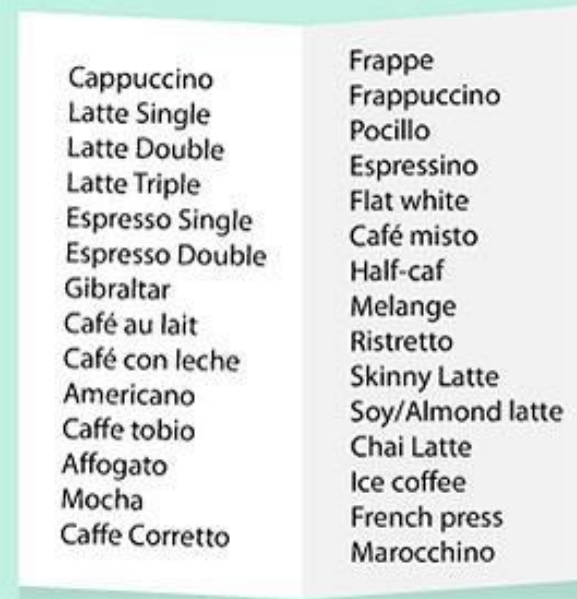 Cappuccino
Latte Single
Latte Double
Latte Triple
Espresso Single
Espresso Double
Gibraltar
Café au lait
Café con leche
Americano
Caffe tobio
Affogato
Mocha
Caffe Corretto
Frappe
Frappuccino
Pocillo
Espressino
Flat white
Café misto
Half-caf
Melange
Ristretto
Skinny Latte
Soy/Almond latte
Chai Latte
Ice coffee
French press
Marocchino